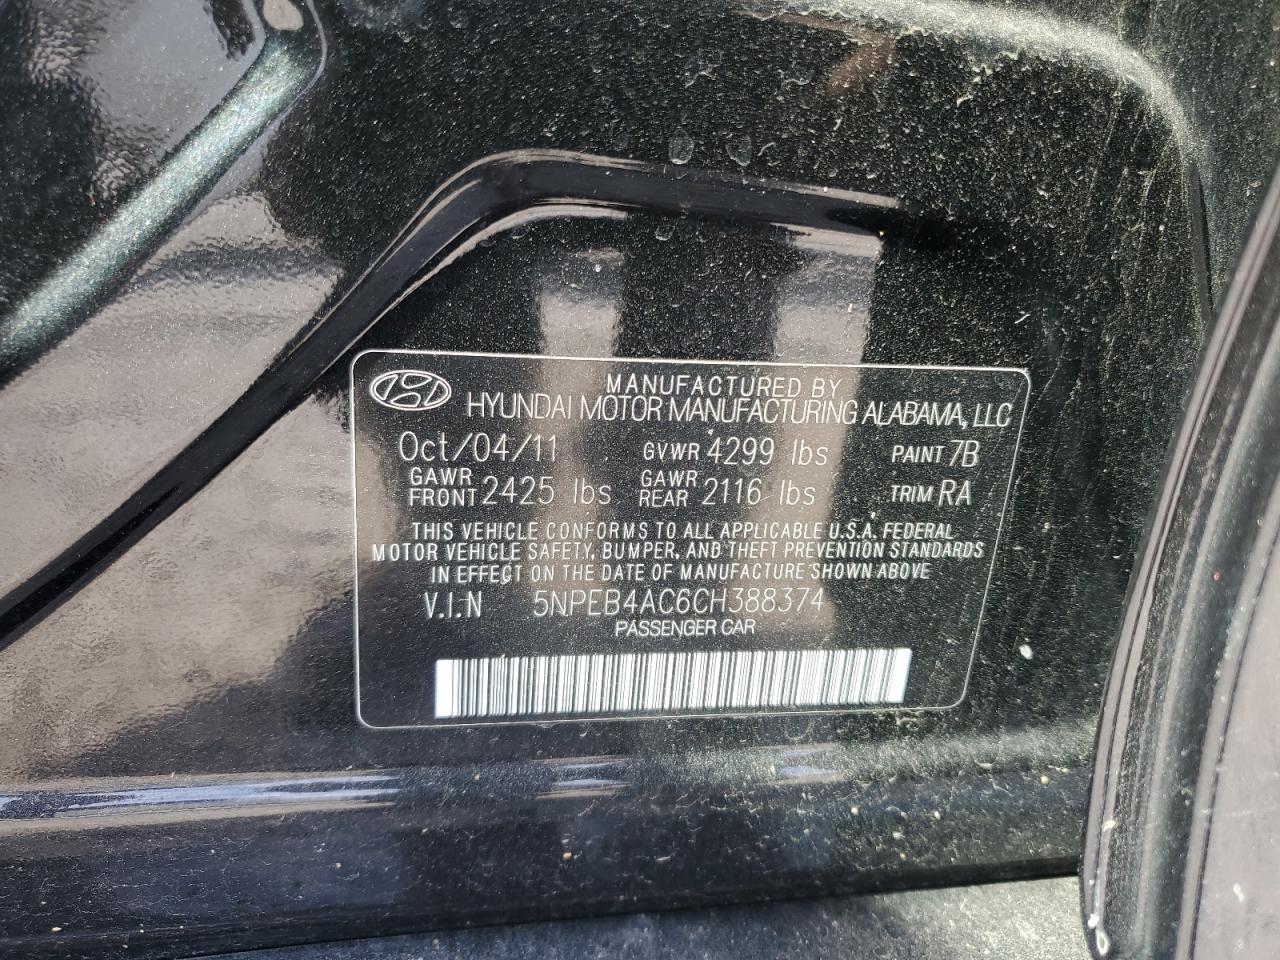 MANUFACTURED BY
HYUNDAI MOTOR MANUFACTURING ALABAMA, LLC
Oct/04/11 GVWR 4299 lbs PAINT 7B
GAWR FRONT 2425 lbs GAWR REAR 2116 lbs TRIM RA
THIS VEHICLE CONFORMS TO ALL APPLICABLE U.S.A. FEDERAL
MOTOR VEHICLE SAFETY, BUMPER, AND THEFT PREVENTION STANDARDS
IN EFFECT ON THE DATE OF MANUFACTURE SHOWN ABOVE
V.I.N 5NPEB4AC6CH388374
PASSENGER CAR